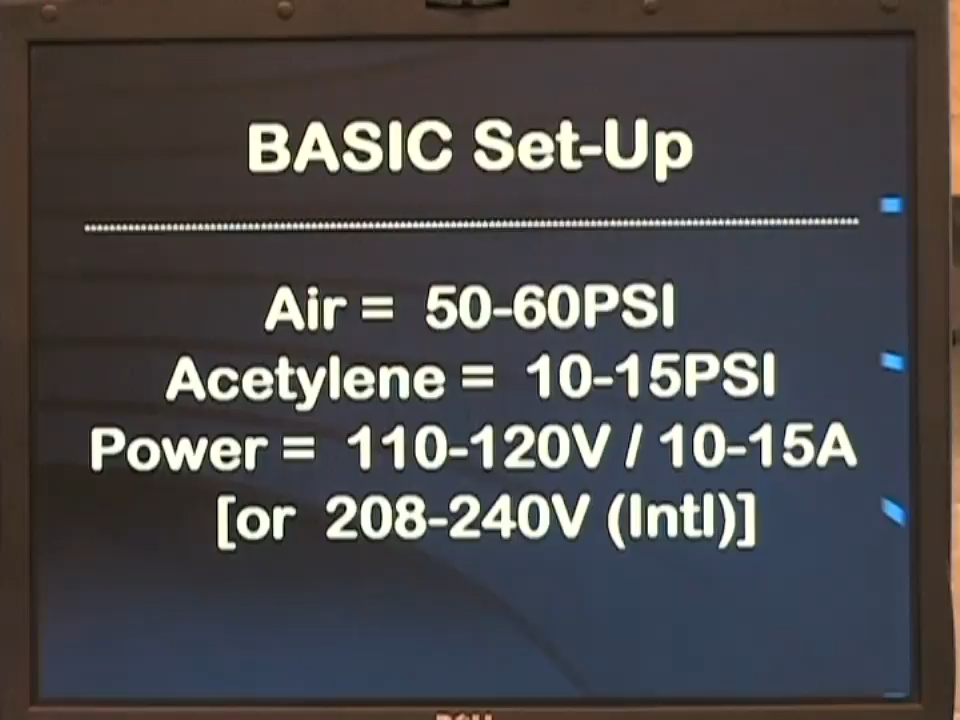 BASIC Set-Up
Air = 50-60PSI
Acetylene = 10-15PSI
Power = 110-120V / 10-15A
[or 208-240V (Intl)]